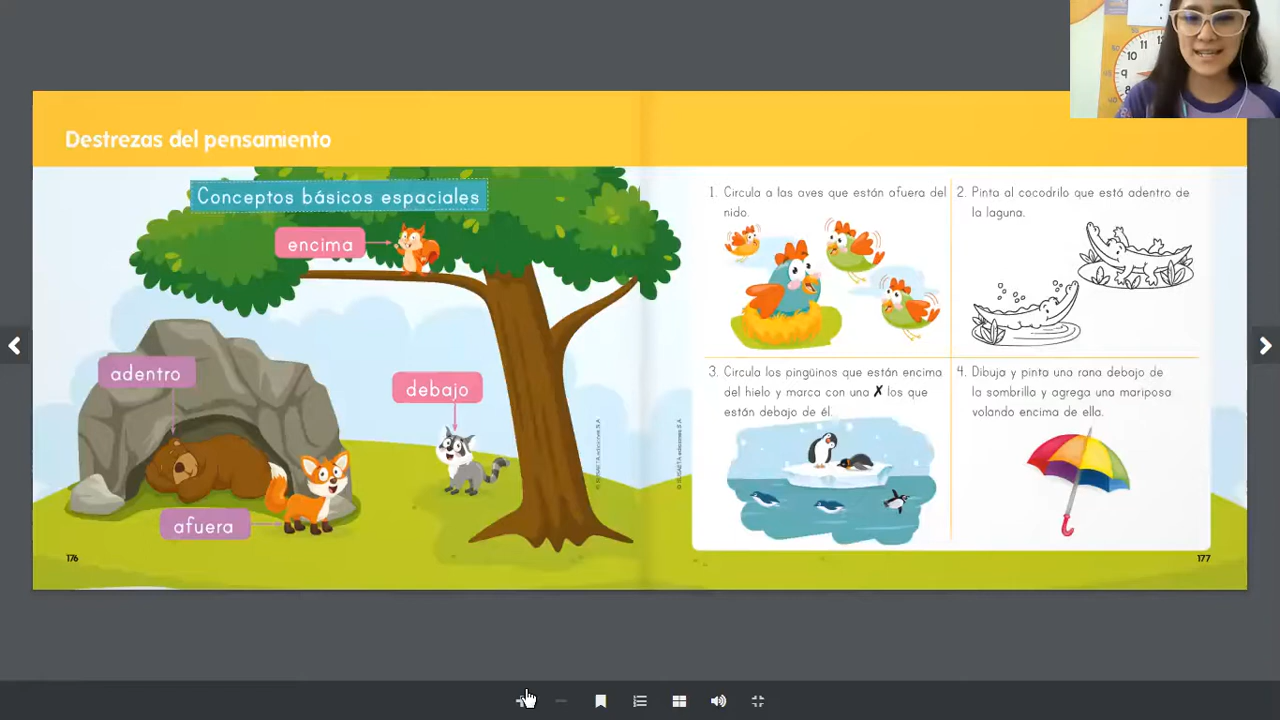 Destrezas del pensamiento
Conceptos básicos espaciales
encima
adentro
debajo
afuera
176
1. Circula a las aves que están afuera del
nido.
2. Pinta al cocodrilo que está adentro de
la laguna.
3. Circula los pingüinos que están encima
del hielo y marca con una ✗ los que
están debajo de él.
4. Dibuja y pinta una rana debajo de
la sombrilla y agrega una mariposa
volando encima de ella.
177
11
10
9